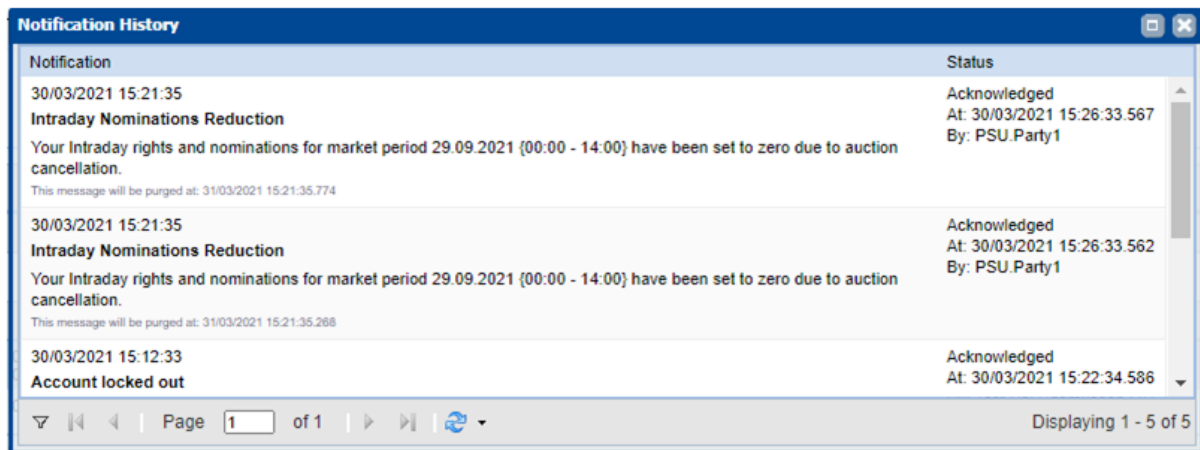 Notification History
Notification Status
30/03/2021 15:21:35 Acknowledged
Intraday Nominations Reduction At: 30/03/2021 15:26:33.567
By: PSU.Party1
Your Intraday rights and nominations for market period 29.09.2021 {00:00 - 14:00} have been set to zero due to auction
cancellation.
This message will be purged at: 31/03/2021 15:21:35.774
30/03/2021 15:21:35 Acknowledged
Intraday Nominations Reduction At: 30/03/2021 15:26:33.562
By: PSU.Party1
Your Intraday rights and nominations for market period 29.09.2021 {00:00 - 14:00} have been set to zero due to auction
cancellation.
This message will be purged at: 31/03/2021 15:21:35.268
30/03/2021 15:12:33 Acknowledged
Account locked out At: 30/03/2021 15:22:34.586
Page 1 of 1 Displaying 1 - 5 of 5